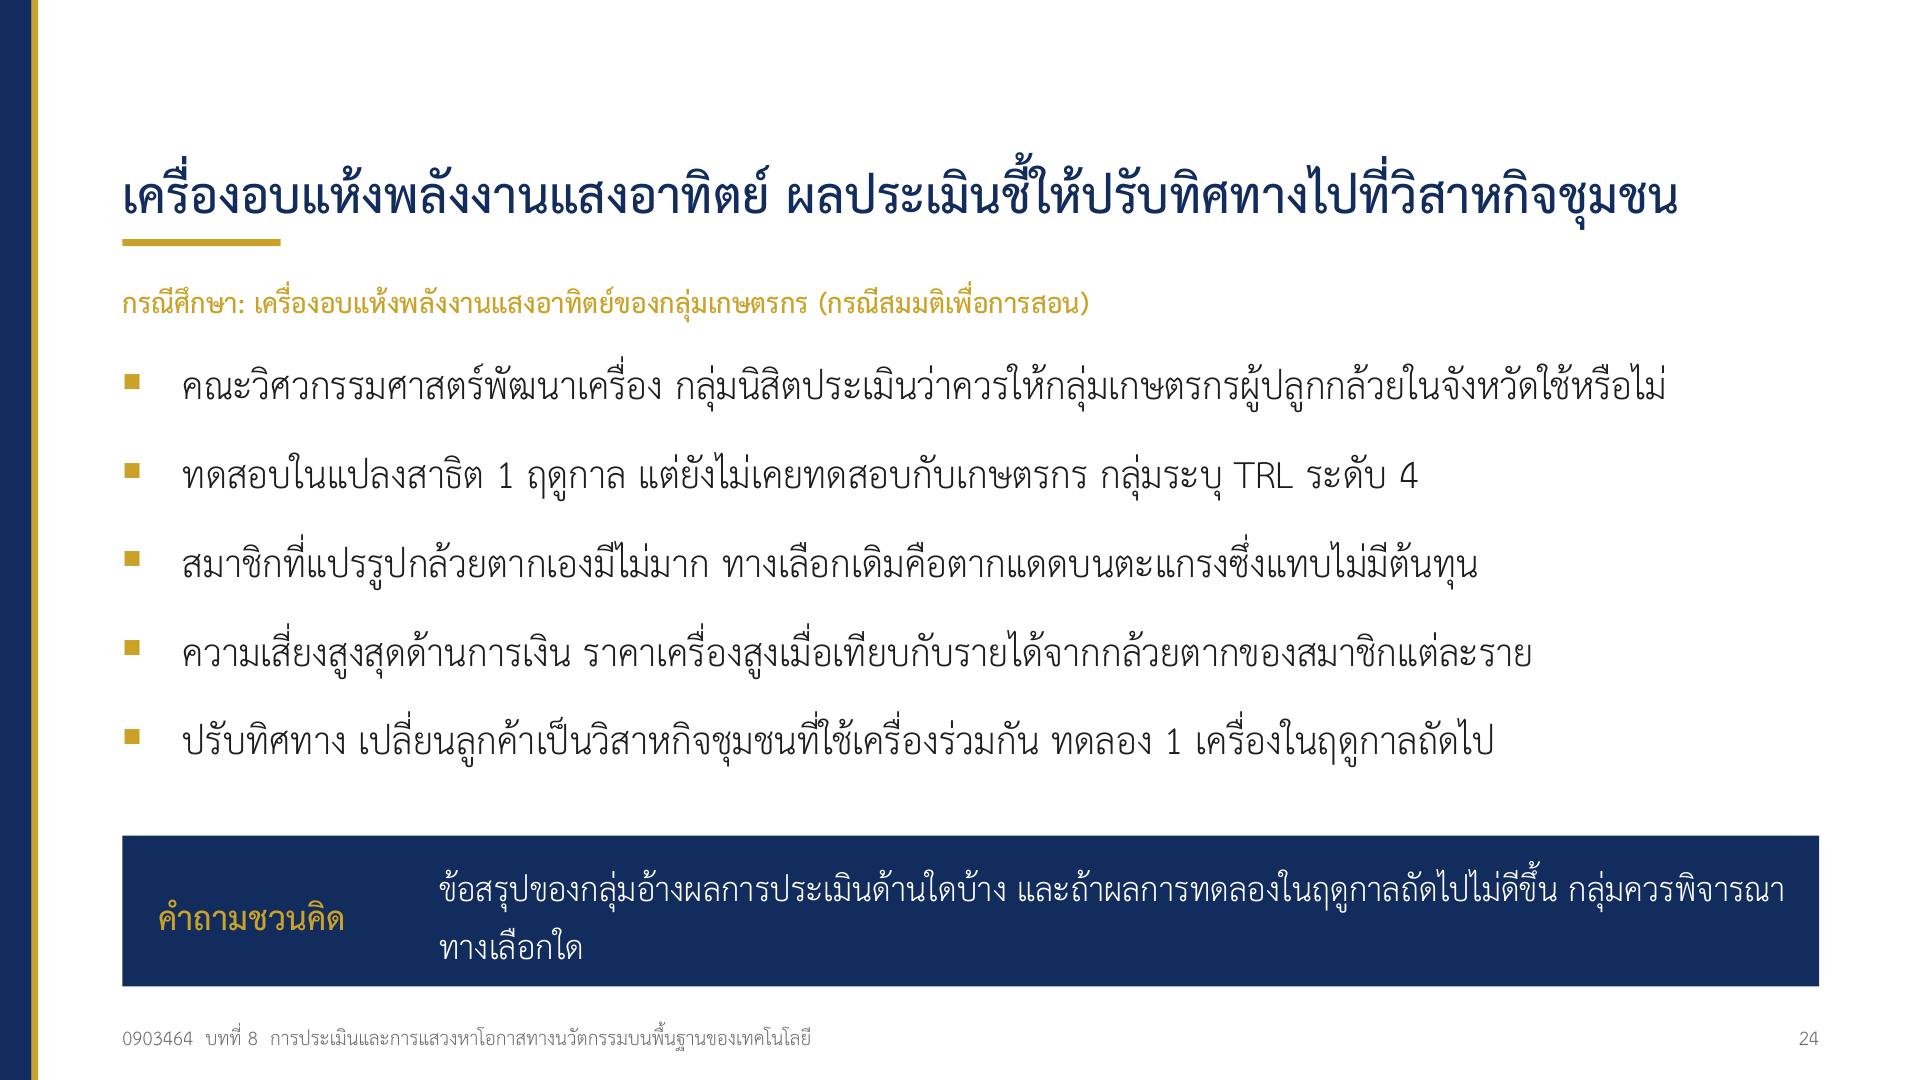 เครื่องอบแห้งพลังงานแสงอาทิตย์ ผลประเมินชี้ให้ปรับทิศทางไปที่วิสาหกิจชุมชน
กรณีศึกษา: เครื่องอบแห้งพลังงานแสงอาทิตย์ของกลุ่มเกษตรกร (กรณีสมมติเพื่อการสอน)
คณะวิศวกรรมศาสตร์พัฒนาเครื่อง กลุ่มนิสิตประเมินว่าควรให้กลุ่มเกษตรกรผู้ปลูกกล้วยในจังหวัดใช้หรือไม่
ทดสอบในแปลงสาธิต 1 ฤดูกาล แต่ยังไม่เคยทดสอบกับเกษตรกร กลุ่มระบุ TRL ระดับ 4
สมาชิกที่แปรรูปกล้วยตากเองมีไม่มาก ทางเลือกเดิมคือตากแดดบนตะแกรงซึ่งแทบไม่มีต้นทุน
ความเสี่ยงสูงสุดด้านการเงิน ราคาเครื่องสูงเมื่อเทียบกับรายได้จากกล้วยตากของสมาชิกแต่ละราย
ปรับทิศทาง เปลี่ยนลูกค้าเป็นวิสาหกิจชุมชนที่ใช้เครื่องร่วมกัน ทดลอง 1 เครื่องในฤดูกาลถัดไป
คำถามชวนคิด
ข้อสรุปของกลุ่มอ้างผลการประเมินด้านใดบ้าง และถ้าผลการทดลองในฤดูกาลถัดไปไม่ดีขึ้น กลุ่มควรพิจารณา
ทางเลือกใด
0903464 บทที่ 8 การประเมินและการแสวงหาโอกาสทางนวัตกรรมบนพื้นฐานของเทคโนโลยี
24